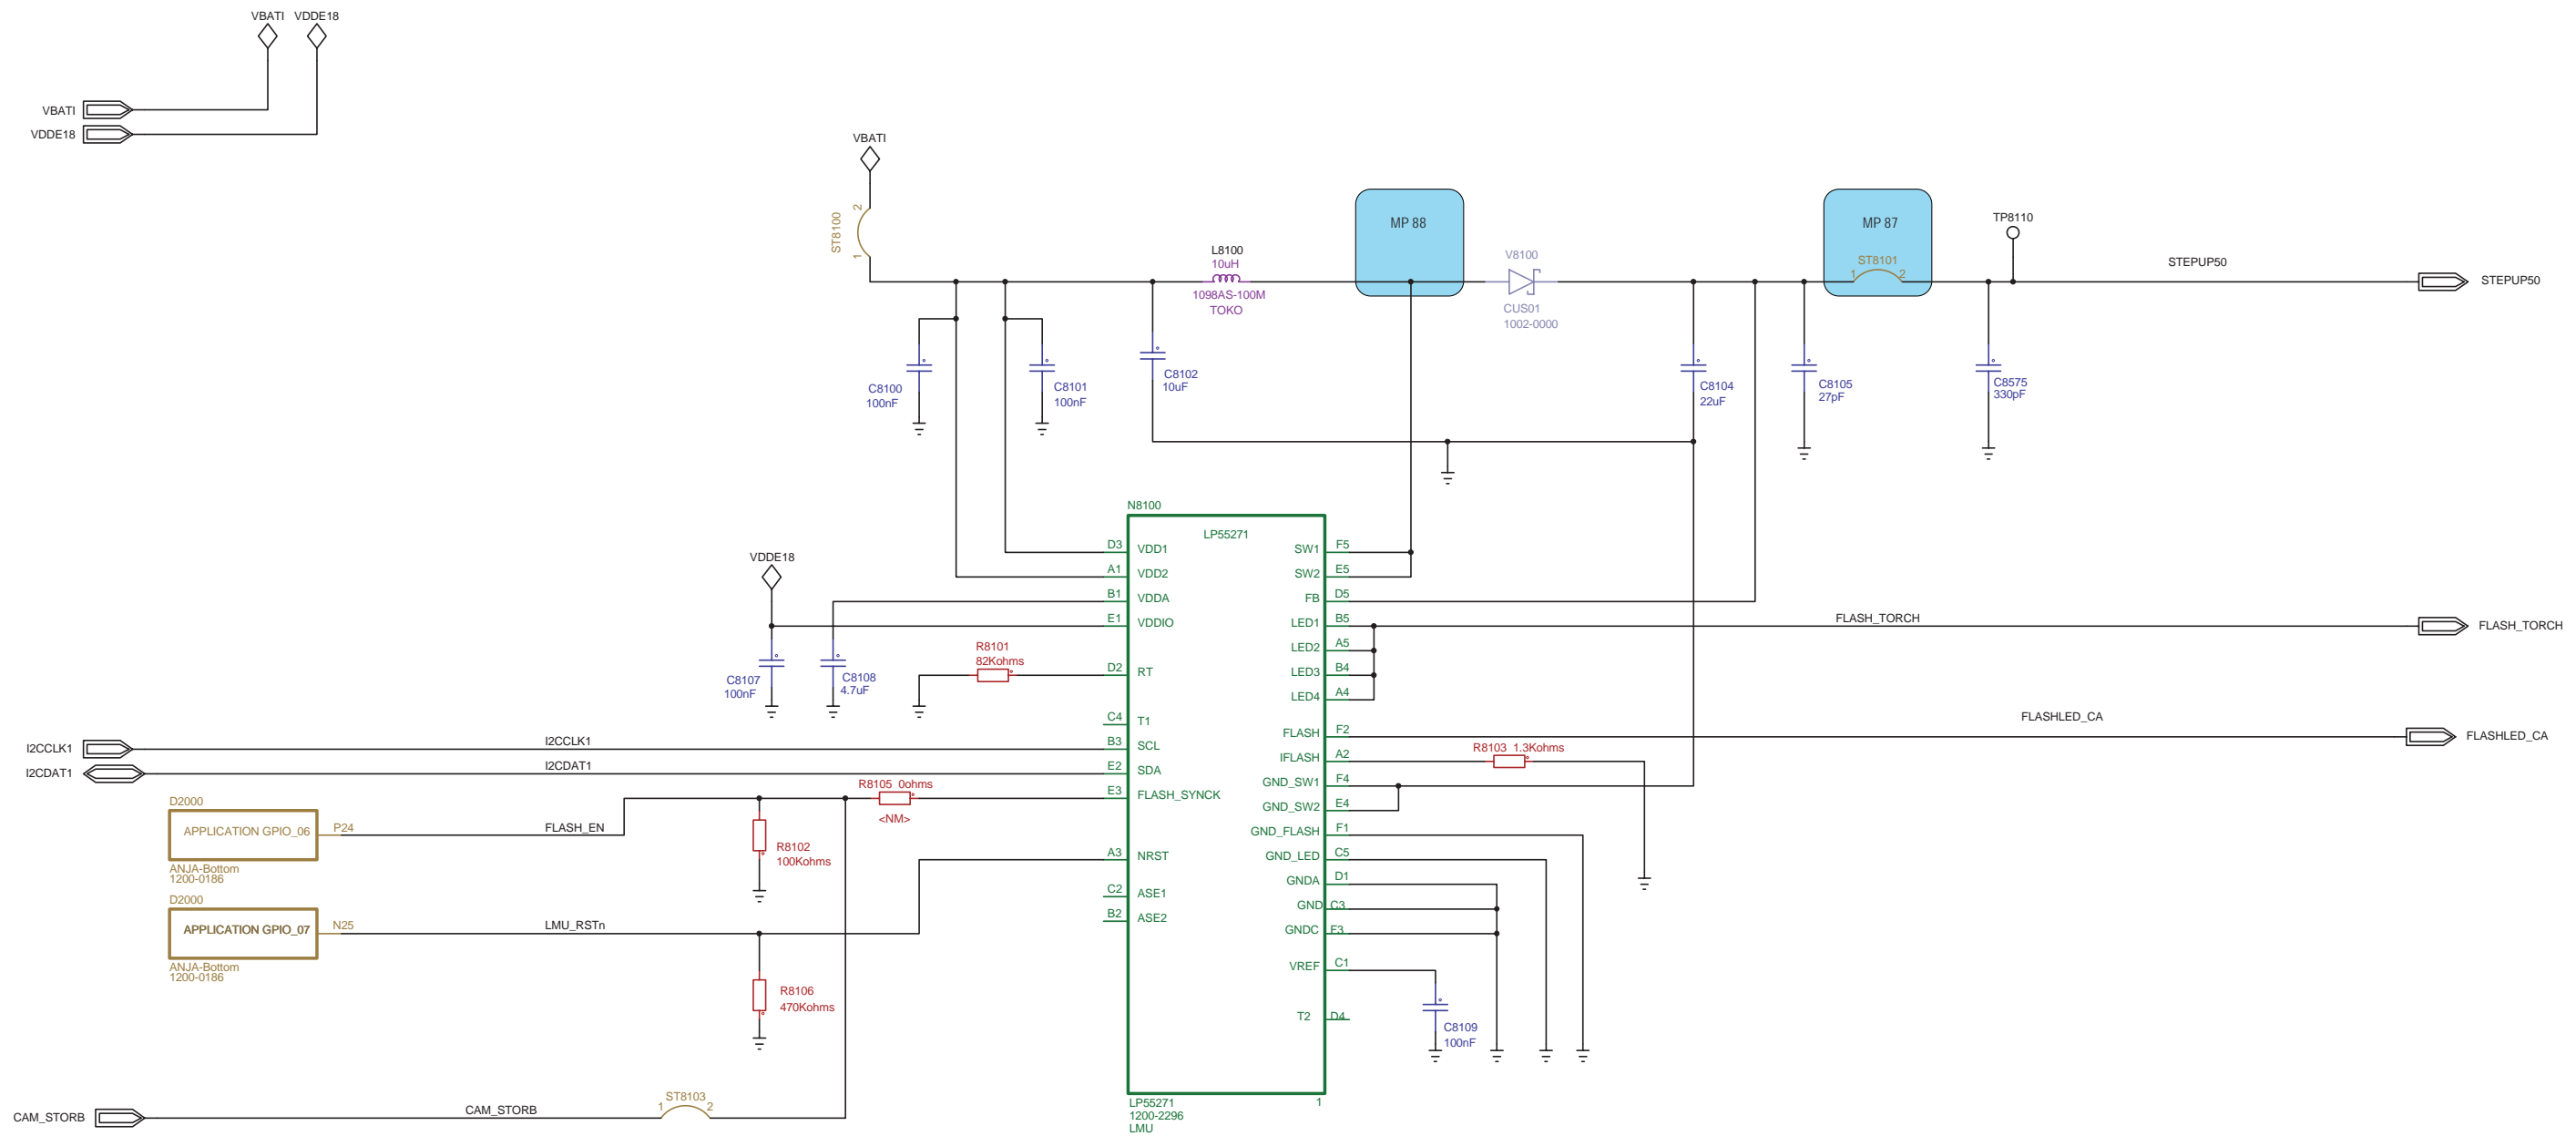 VBATI
VDDE18
VBATI
VDDE18
VBATI
ST8100
2
1
L8100
10uH
1098AS-100M
TOKO
MP 88
V8100
CUS01
1002-0000
MP 87
ST8101
1
2
TP8110
STEPUP50
STEPUP50
C8100
100nF
C8101
100nF
C8102
10uF
C8104
22uF
C8105
27pF
C8575
330pF
N8100
LP55271
D3 VDD1
A1 VDD2
B1 VDDA
E1 VDDIO
D2 RT
C4 T1
B3 SCL
E2 SDA
E3 FLASH_SYNCK
A3 NRST
C2 ASE1
B2 ASE2
SW1 F5
SW2 E5
FB D5
LED1 B5
LED2 A5
LED3 B4
LED4 A4
FLASH F2
IFLASH A2
GND_SW1 F4
GND_SW2 E4
GND_FLASH F1
GND_LED C5
GNDA D1
GND C3
GNDC F3
VREF C1
T2 D4
LP55271
1200-2296
LMU
1
VDDE18
C8107
100nF
C8108
4.7uF
R8101
82Kohms
FLASH_TORCH
FLASH_TORCH
FLASHLED_CA
FLASHLED_CA
R8103 1.3Kohms
I2CCLK1
I2CCLK1
I2CDAT1
I2CDAT1
R8105 0ohms
<NM>
D2000
APPLICATION GPIO_06
P24
FLASH_EN
ANJA-Bottom
1200-0186
R8102
100Kohms
D2000
APPLICATION GPIO_07
N25
LMU_RSTn
ANJA-Bottom
1200-0186
R8106
470Kohms
C8109
100nF
CAM_STORB
CAM_STORB
ST8103
1
2